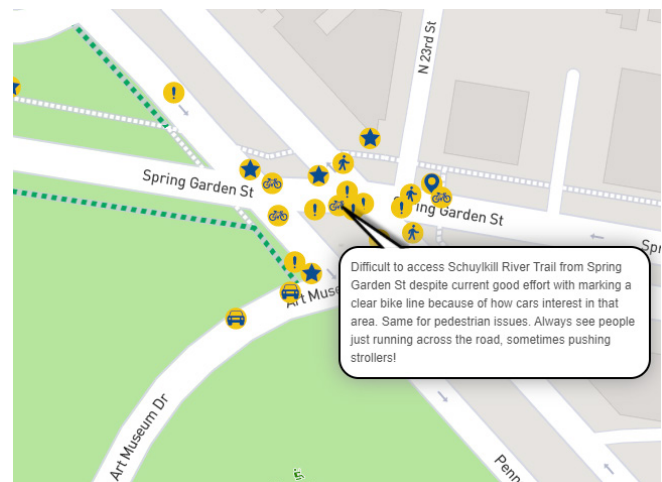 N 23rd St
Spring Garden St
ring Garden St
Spr
Difficult to access Schuylkill River Trail from Spring
Garden St despite current good effort with marking a
clear bike line because of how cars interest in that
area. Same for pedestrian issues. Always see people
just running across the road, sometimes pushing
strollers!
Art Muse
Art Museum Dr
Penn